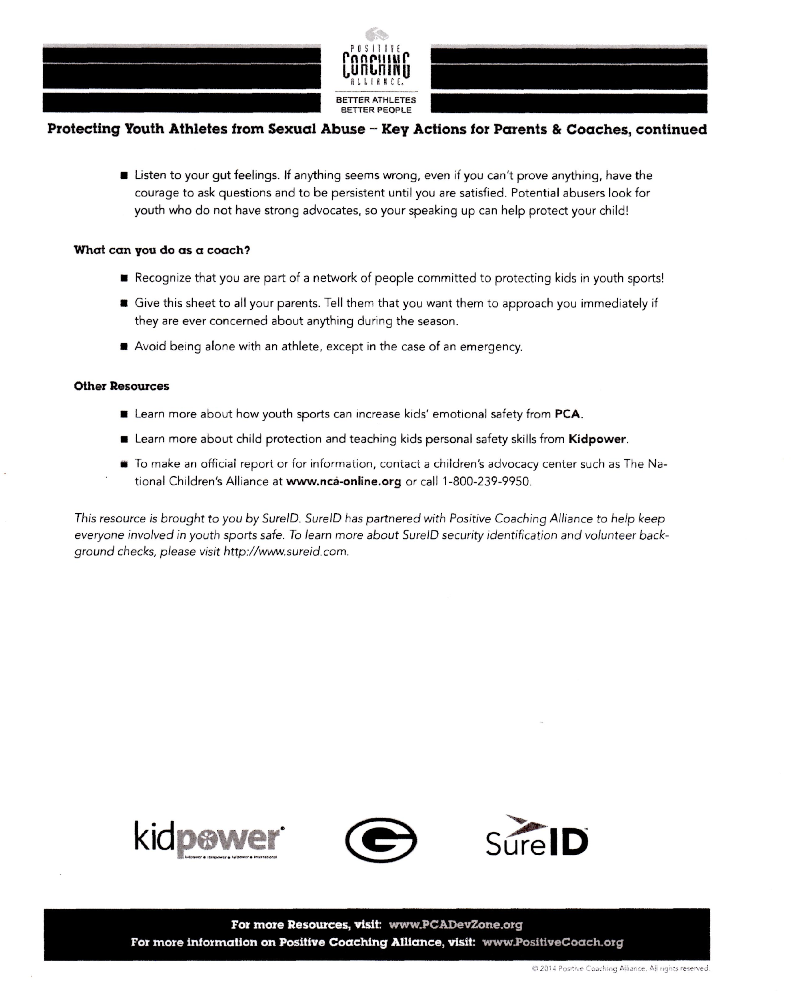 POSITIVE
COACHING
ALLIANCE.
BETTER ATHLETES
BETTER PEOPLE
Protecting Youth Athletes from Sexual Abuse – Key Actions for Parents & Coaches, continued
■ Listen to your gut feelings. If anything seems wrong, even if you can't prove anything, have the
courage to ask questions and to be persistent until you are satisfied. Potential abusers look for
youth who do not have strong advocates, so your speaking up can help protect your child!
What can you do as a coach?
■ Recognize that you are part of a network of people committed to protecting kids in youth sports!
■ Give this sheet to all your parents. Tell them that you want them to approach you immediately if
they are ever concerned about anything during the season.
■ Avoid being alone with an athlete, except in the case of an emergency.
Other Resources
■ Learn more about how youth sports can increase kids' emotional safety from PCA.
■ Learn more about child protection and teaching kids personal safety skills from Kidpower.
■ To make an official report or for information, contact a children's advocacy center such as The Na-
tional Children's Alliance at www.nca-online.org or call 1-800-239-9950.
This resource is brought to you by SureID. SureID has partnered with Positive Coaching Alliance to help keep
everyone involved in youth sports safe. To learn more about SureID security identification and volunteer back-
ground checks, please visit http://www.sureid.com.
kidpower®
kidpower ● teenpower ● fullpower ● international
G
SureID™
For more Resources, visit: www.PCADevZone.org
For more information on Positive Coaching Alliance, visit: www.PositiveCoach.org
© 2014 Positive Coaching Alliance. All rights reserved.